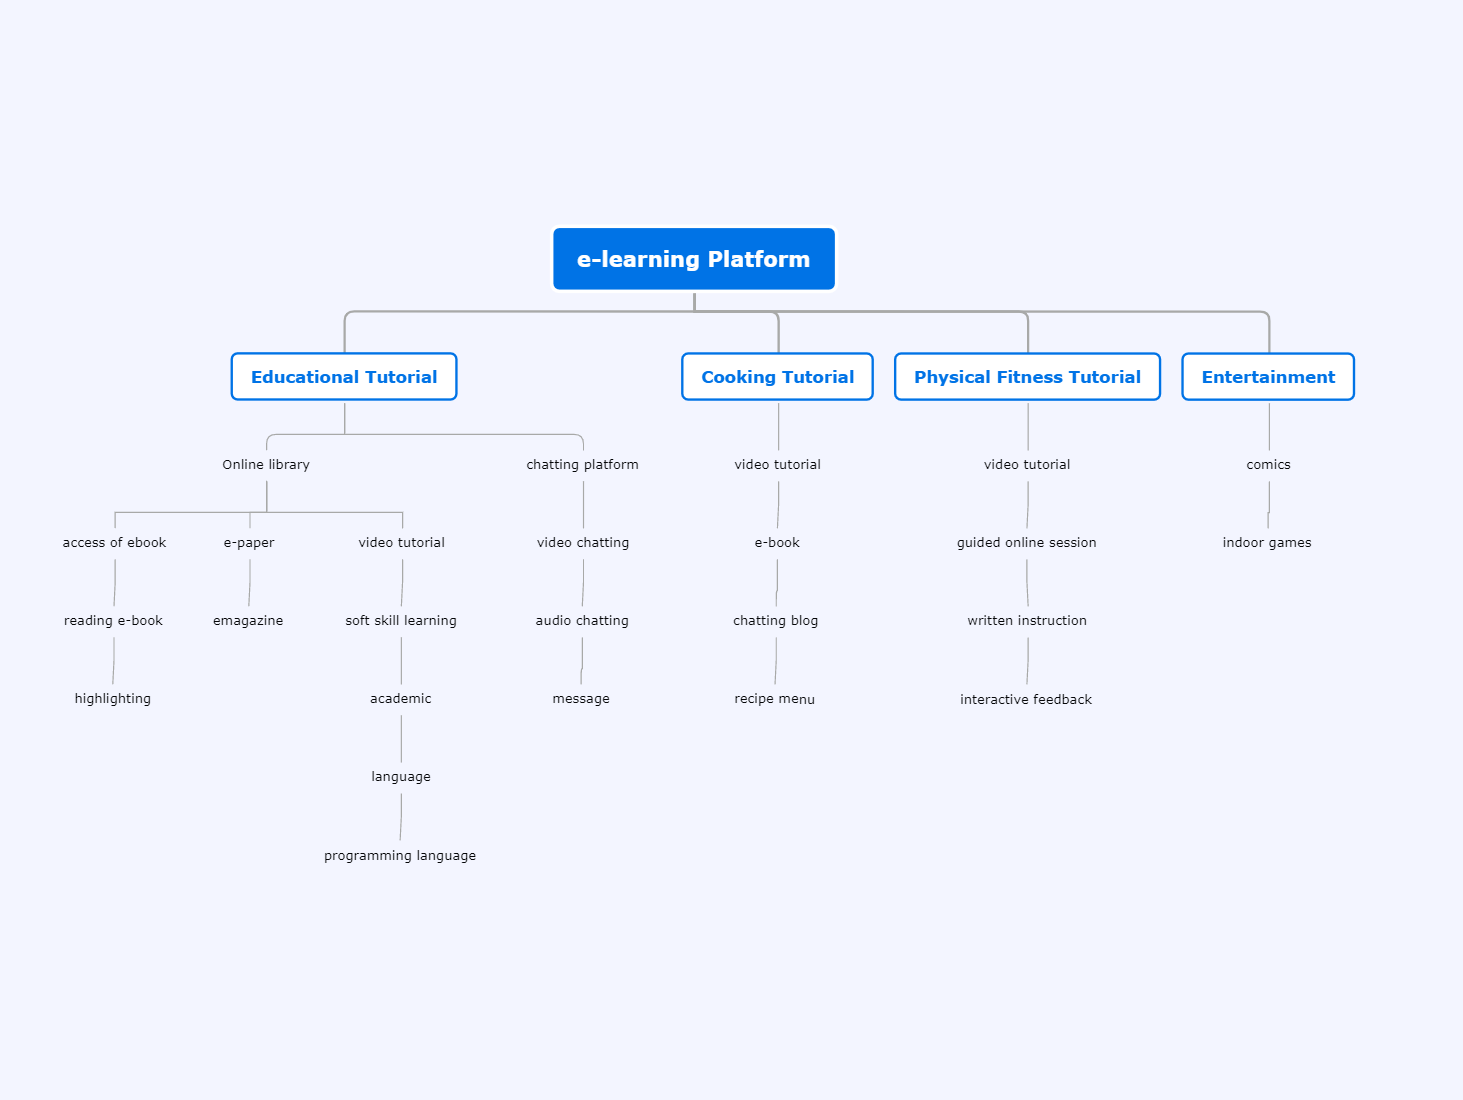 e-learning Platform
Educational Tutorial
Cooking Tutorial
Physical Fitness Tutorial
Entertainment
Online library
chatting platform
video tutorial
video tutorial
comics
access of ebook
e-paper
video tutorial
video chatting
e-book
guided online session
indoor games
reading e-book
emagazine
soft skill learning
audio chatting
chatting blog
written instruction
highlighting
academic
message
recipe menu
interactive feedback
language
programming language